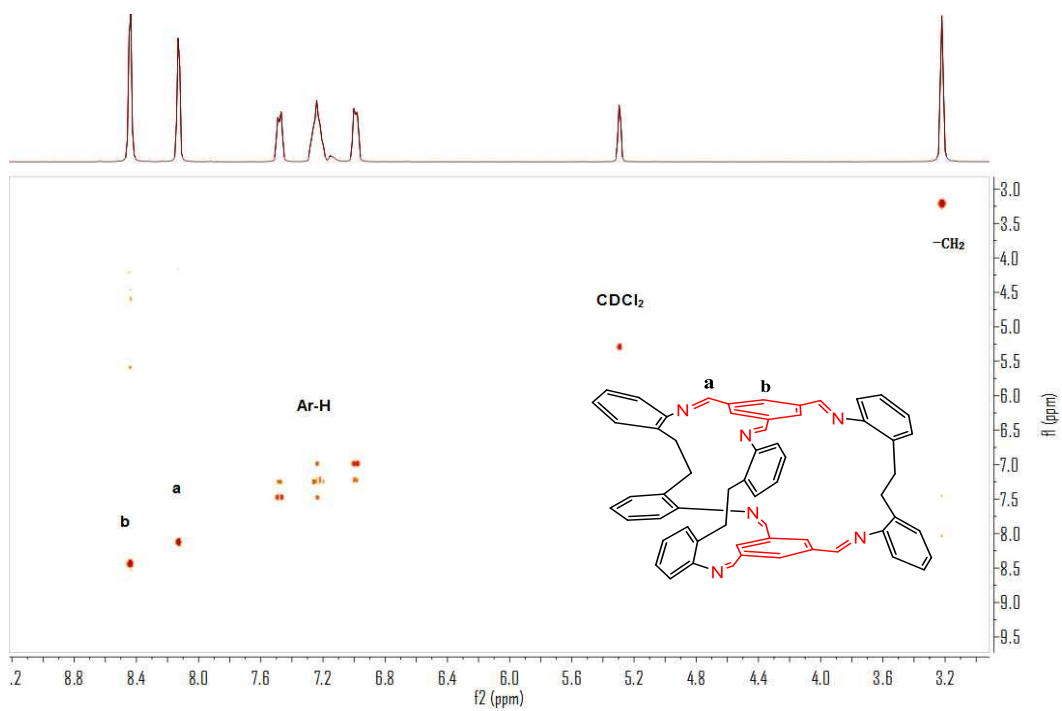 3.0
3.5
-CH₂
4.0
4.5
CDCl₂
5.0
5.5
a b
6.0
Ar-H
N N
6.5
N
7.0
a
7.5
b
N
8.0
N
8.5
N
9.0
9.5
f1 (ppm)
.2 8.8 8.4 8.0 7.6 7.2 6.8 6.4 6.0 5.6 5.2 4.8 4.4 4.0 3.6 3.2
f2 (ppm)